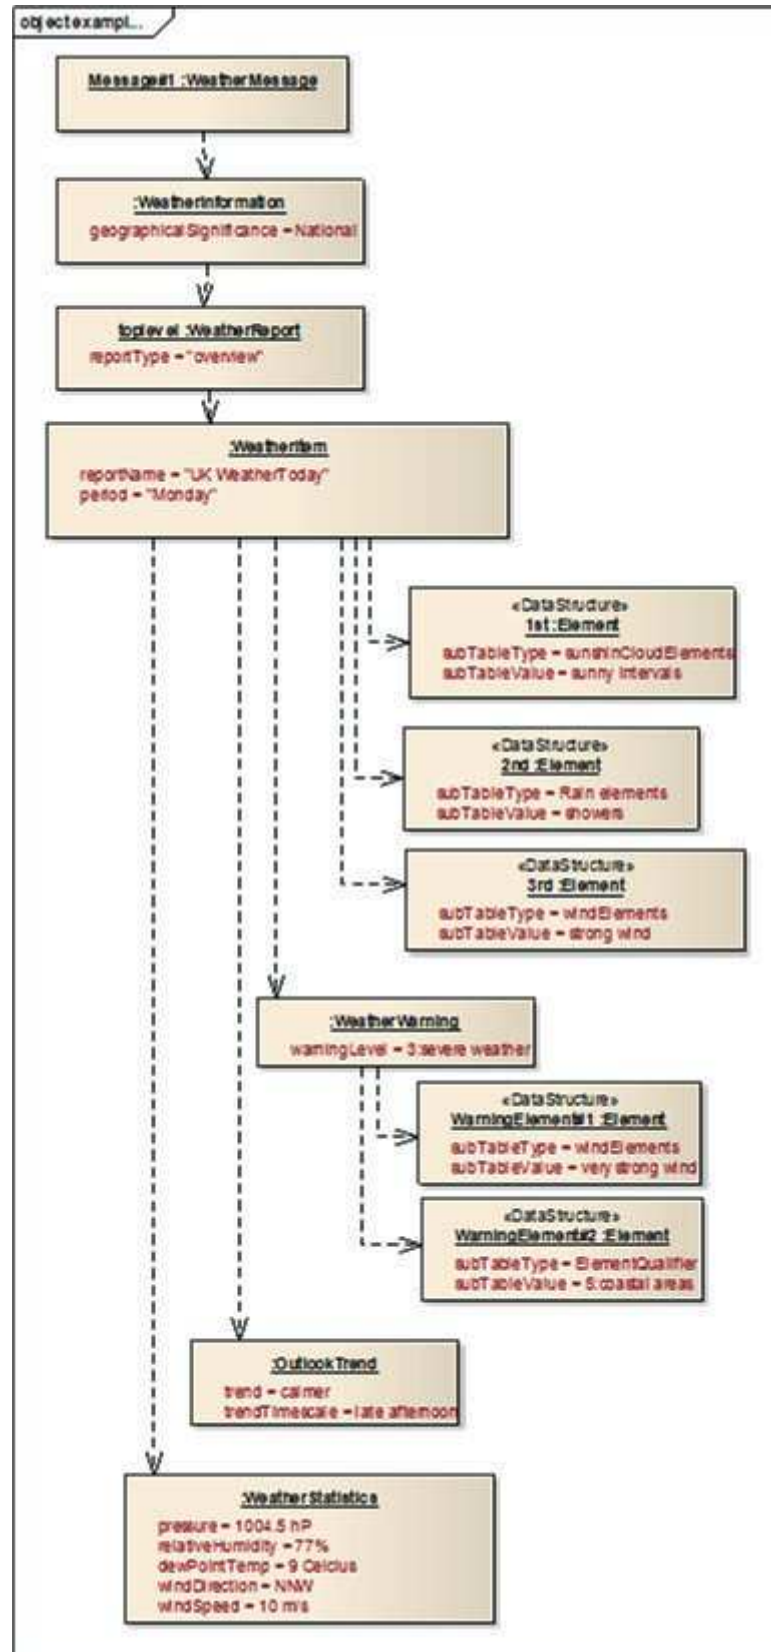 object exampl...
Message#1 :WeatherMessage
:WeatherInformation
geographicalSignificance = National
toplevel :WeatherReport
reportType = "overview"
:WeatherItem
reportName = "UK WeatherToday"
period = "Monday"
«DataStructure»
1st :Element
subTableType = sunshinCloudElements
subTableValue = sunny intervals
«DataStructure»
2nd :Element
subTableType = Rain elements
subTableValue = showers
«DataStructure»
3rd :Element
subTableType = windElements
subTableValue = strong wind
:WeatherWarning
warningLevel = 3:severe weather
«DataStructure»
WarningElement#1 :Element
subTableType = windElements
subTableValue = very strong wind
«DataStructure»
WarningElement#2 :Element
subTableType = ElementQualifier
subTableValue = 5:coastal areas
:OutlookTrend
trend = calmer
trendTimescale = late afternoon
:WeatherStatistics
pressure = 1004.5 hP
relativeHumidity =77%
dewPointTemp = 9 Celcius
windDirection = NNW
windSpeed = 10 m/s